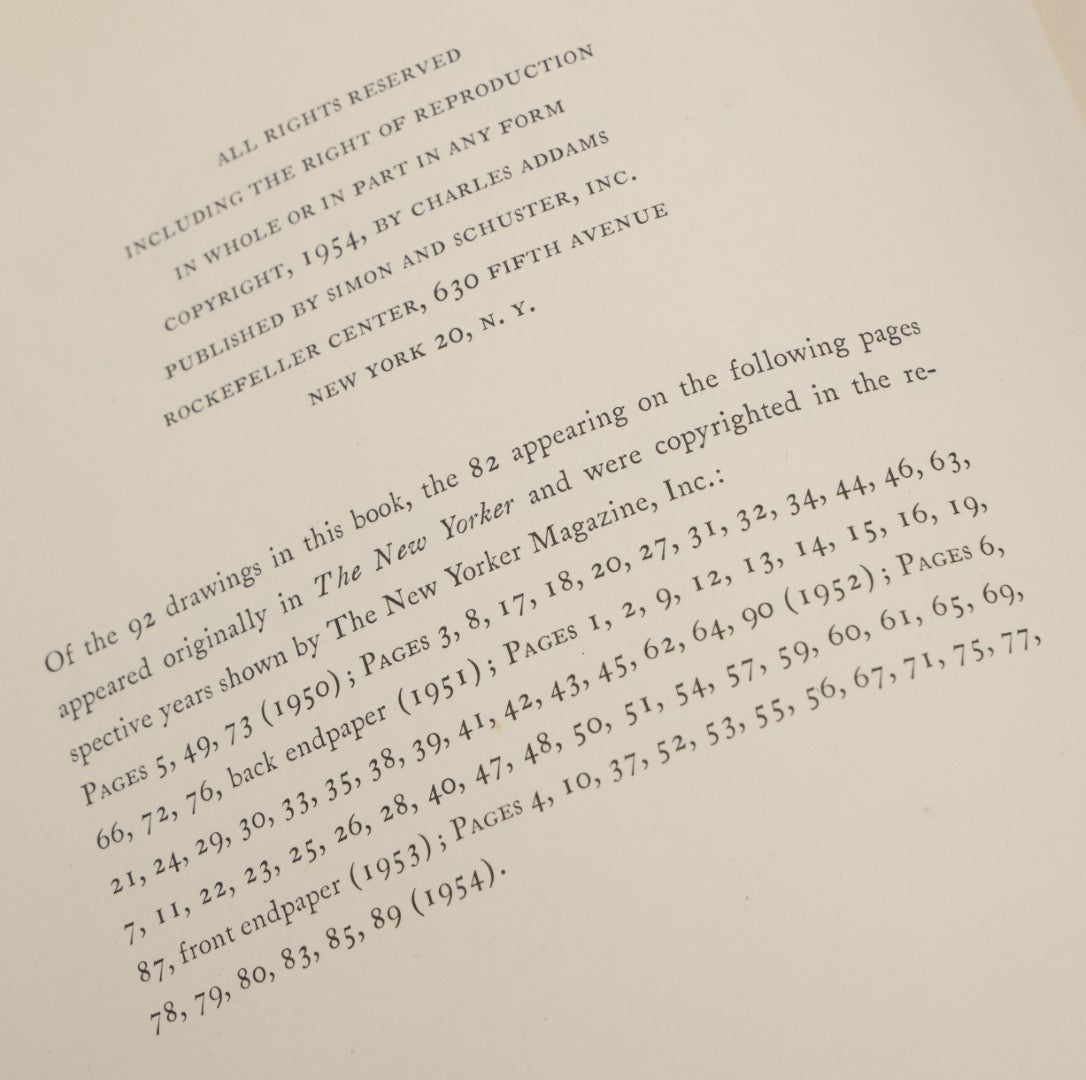 ALL RIGHTS RESERVED
INCLUDING THE RIGHT OF REPRODUCTION
IN WHOLE OR IN PART IN ANY FORM
COPYRIGHT, 1954, BY CHARLES ADDAMS
PUBLISHED BY SIMON AND SCHUSTER, INC.
ROCKEFELLER CENTER, 630 FIFTH AVENUE
NEW YORK 20, N. Y.
Of the 92 drawings in this book, the 82 appearing on the following pages
appeared originally in The New Yorker and were copyrighted in the re-
spective years shown by The New Yorker Magazine, Inc.:
PAGES 5, 49, 73 (1950); PAGES 3, 8, 17, 18, 20, 27, 31, 32, 34, 44, 46, 63,
66, 72, 76, back endpaper (1951); PAGES 1, 2, 9, 12, 13, 14, 15, 16, 19,
21, 24, 29, 30, 33, 35, 38, 39, 41, 42, 43, 45, 62, 64, 90 (1952); PAGES 6,
7, 11, 22, 23, 25, 26, 28, 40, 47, 48, 50, 51, 54, 57, 59, 60, 61, 65, 69,
87, front endpaper (1953); PAGES 4, 10, 37, 52, 53, 55, 56, 67, 71, 75, 77,
78, 79, 80, 83, 85, 89 (1954).